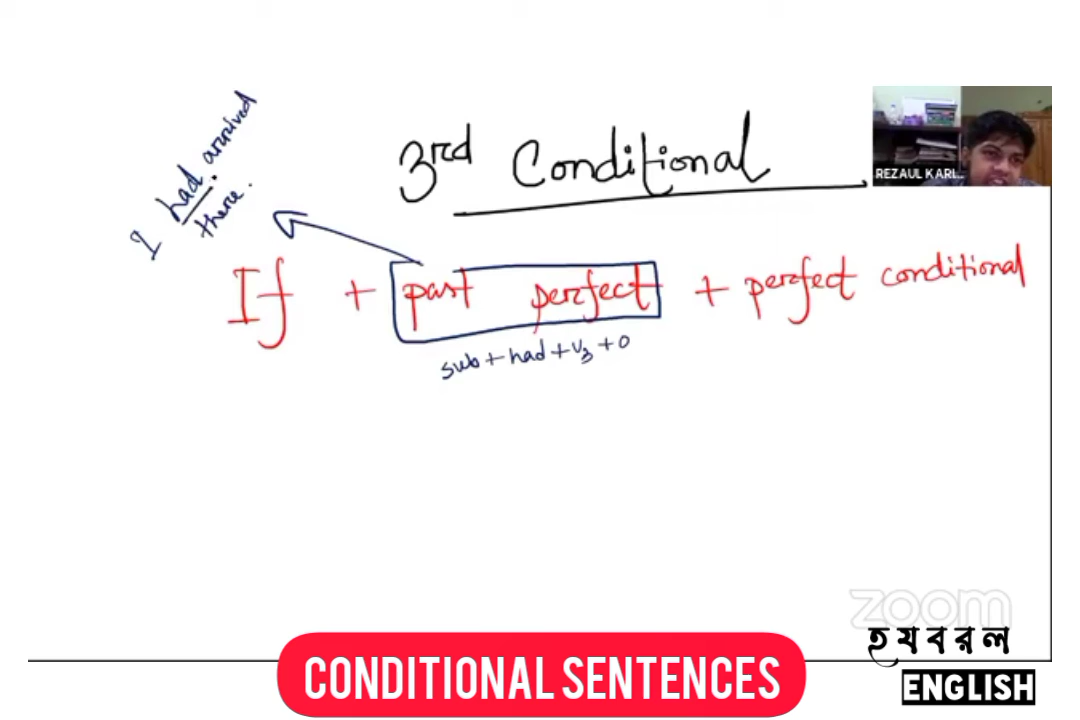 3rd Conditional
REZAUL KARI...
I had arrived
there.
If + past perfect + perfect conditional
sub + had + v3 + o
zoom
হযবরল
ENGLISH
CONDITIONAL SENTENCES